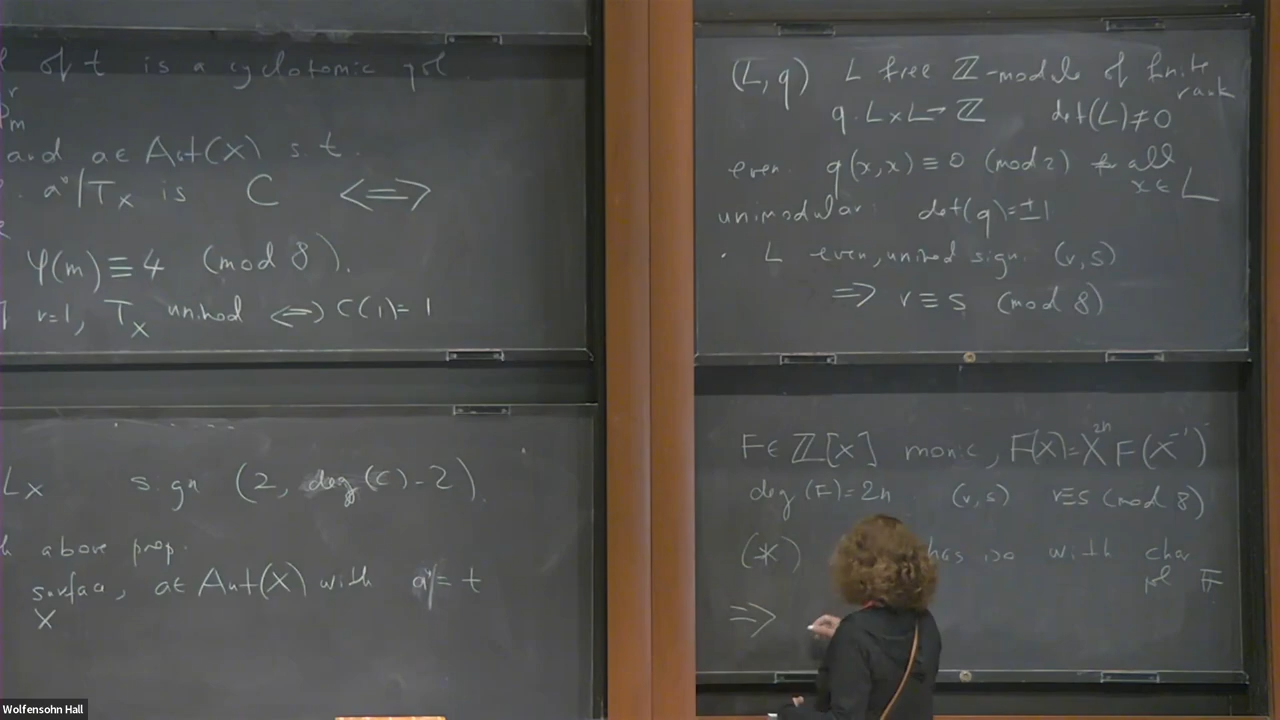 of t is a cyclotomic pol
and a ∈ Aut(X) s.t.
a*|T_X is C <=>
φ(m) ≡ 4 (mod 8).
r=1, T_X unimod <=> C(1) = 1
L_X sign (2, deg(C)-2).
above prop.
surface, a ∈ Aut(X) with a* = t
X
(L, q) L free ℤ-module of finite rank
q: L×L → ℤ det(L) ≠ 0
even: q(x,x) ≡ 0 (mod 2) for all x ∈ L
unimodular: det(q) = ±1
· L even, unimod sign. (r,s)
=> r ≡ s (mod 8)
F ∈ ℤ[X] monic, F(X) = X^{2n} F(X^{-1})
deg(F) = 2n (r,s) r ≡ s (mod 8)
(*) has iso with char pol F
=>
Wolfensohn Hall